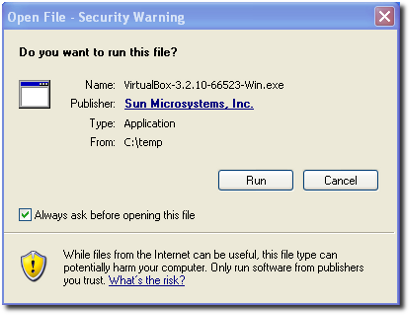 Open File - Security Warning
Do you want to run this file?
Name: VirtualBox-3.2.10-66523-Win.exe
Publisher: Sun Microsystems, Inc.
Type: Application
From: C:\temp
Run Cancel
Always ask before opening this file
While files from the Internet can be useful, this file type can
potentially harm your computer. Only run software from publishers
you trust. What's the risk?